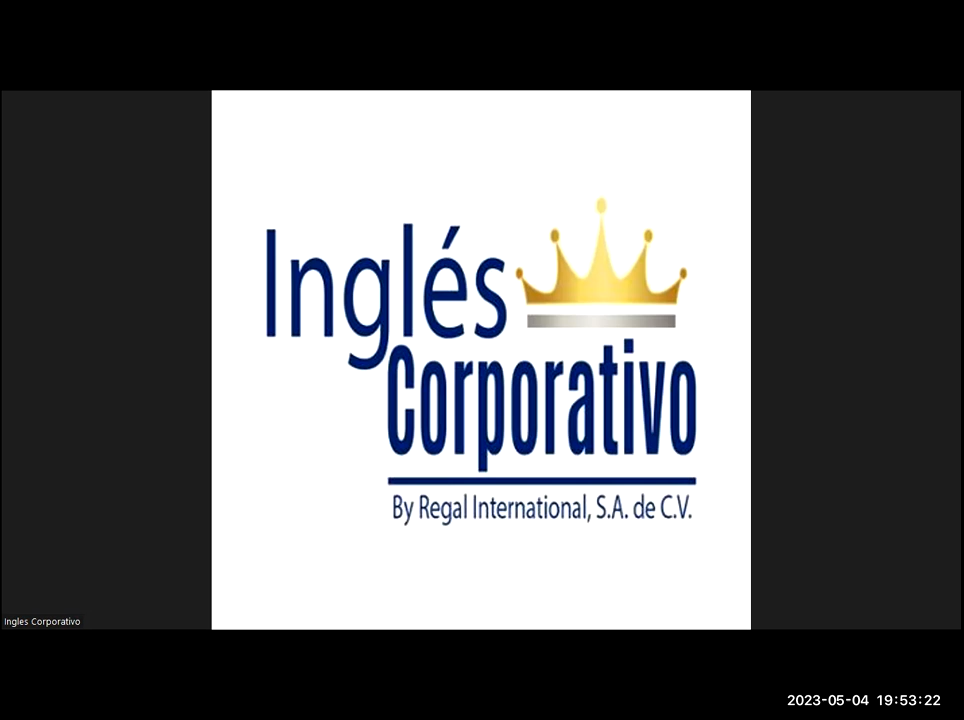 Inglés
Corporativo
By Regal International, S.A. de C.V.
Ingles Corporativo
2023-05-04 19:53:22